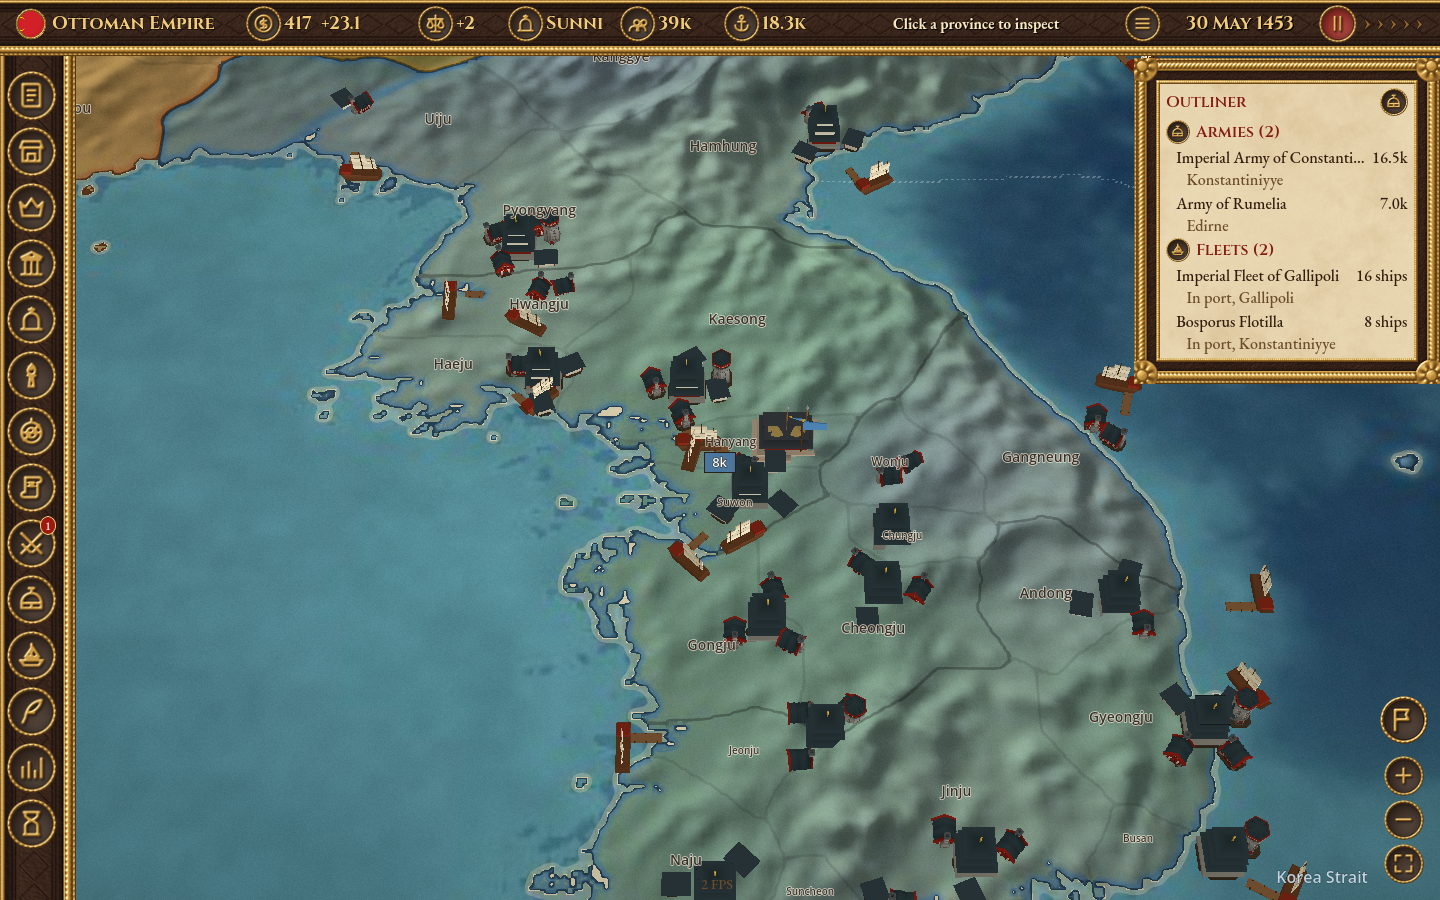 OTTOMAN EMPIRE 417 +23.1 +2 SUNNI 39K 18.3K Click a province to inspect 30 MAY 1453
OUTLINER
ARMIES (2)
Imperial Army of Constanti... 16.5k
Konstantiniyye
Army of Rumelia 7.0k
Edirne
FLEETS (2)
Imperial Fleet of Gallipoli 16 ships
In port, Gallipoli
Bosporus Flotilla 8 ships
In port, Konstantiniyye
1
Kanggye
ou
Uiju
Hamhung
Pyongyang
Hwangju
Kaesong
Haeju
Hanyang
8k
Wonju
Gangneung
Suwon
Chungju
Andong
Cheongju
Gongju
Gyeongju
Jeonju
Jinju
Busan
Naju
2 FPS
Suncheon
Korea Strait